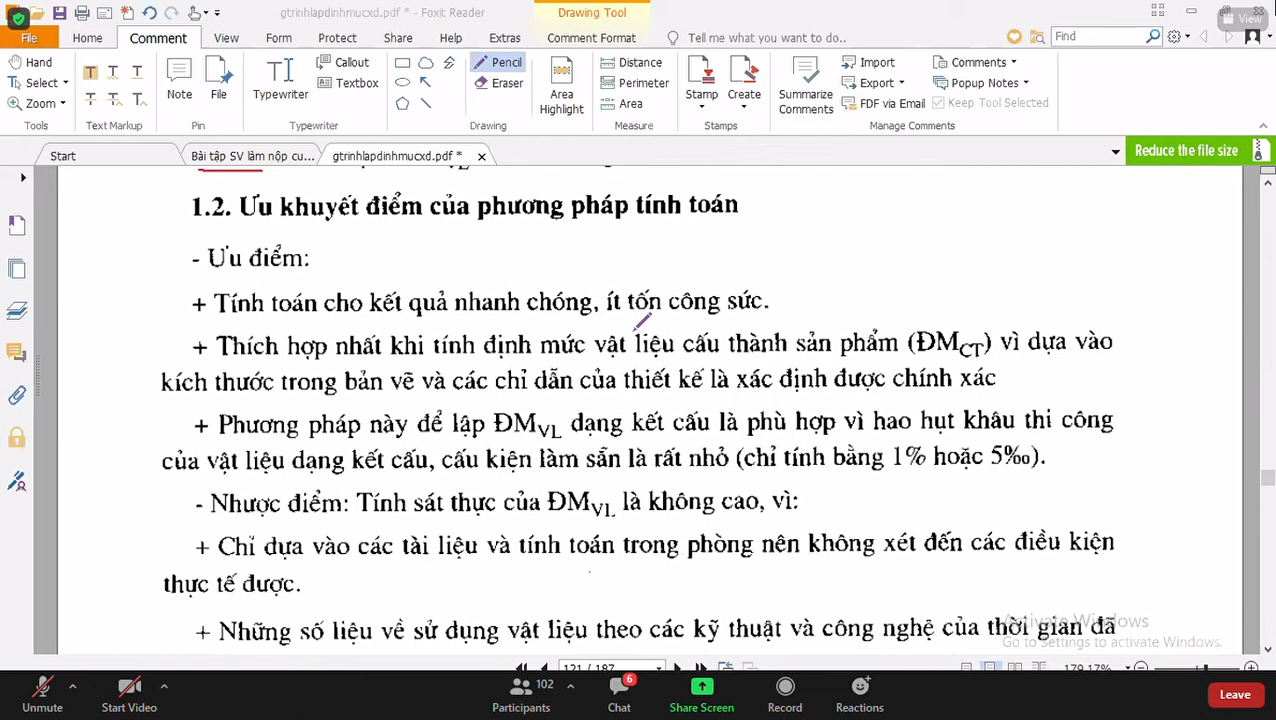 gtrinhlapdinhmucxd.pdf * - Foxit Reader
Drawing Tool
View
File
Home
Comment
View
Form
Protect
Share
Help
Extras
Comment Format
Tell me what you want to do..
Find
Hand
Select
Zoom
Tools
Text Markup
Note
File
Pin
Typewriter
Callout
Textbox
Typewriter
Pencil
Eraser
Drawing
Area Highlight
Distance
Perimeter
Area
Measure
Stamp
Create
Stamps
Summarize Comments
Import
Export
FDF via Email
Comments
Popup Notes
Keep Tool Selected
Manage Comments
Start
Bài tập SV làm nộp cu...
gtrinhlapdinhmucxd.pdf *
Reduce the file size
1.2. Ưu khuyết điểm của phương pháp tính toán
- Ưu điểm:
+ Tính toán cho kết quả nhanh chóng, ít tốn công sức.
+ Thích hợp nhất khi tính định mức vật liệu cấu thành sản phẩm (ĐMCT) vì dựa vào
kích thước trong bản vẽ và các chỉ dẫn của thiết kế là xác định được chính xác
+ Phương pháp này để lập ĐMVL dạng kết cấu là phù hợp vì hao hụt khâu thi công
của vật liệu dạng kết cấu, cấu kiện làm sẵn là rất nhỏ (chỉ tính bằng 1% hoặc 5‰).
- Nhược điểm: Tính sát thực của ĐMVL là không cao, vì:
+ Chỉ dựa vào các tài liệu và tính toán trong phòng nên không xét đến các điều kiện
thực tế được.
+ Những số liệu về sử dụng vật liệu theo các kỹ thuật và công nghệ của thời gian đã
Activate Windows
Go to Settings to activate Windows.
121 / 187
179.17%
Unmute
Start Video
102
Participants
6
Chat
Share Screen
Record
Reactions
Leave